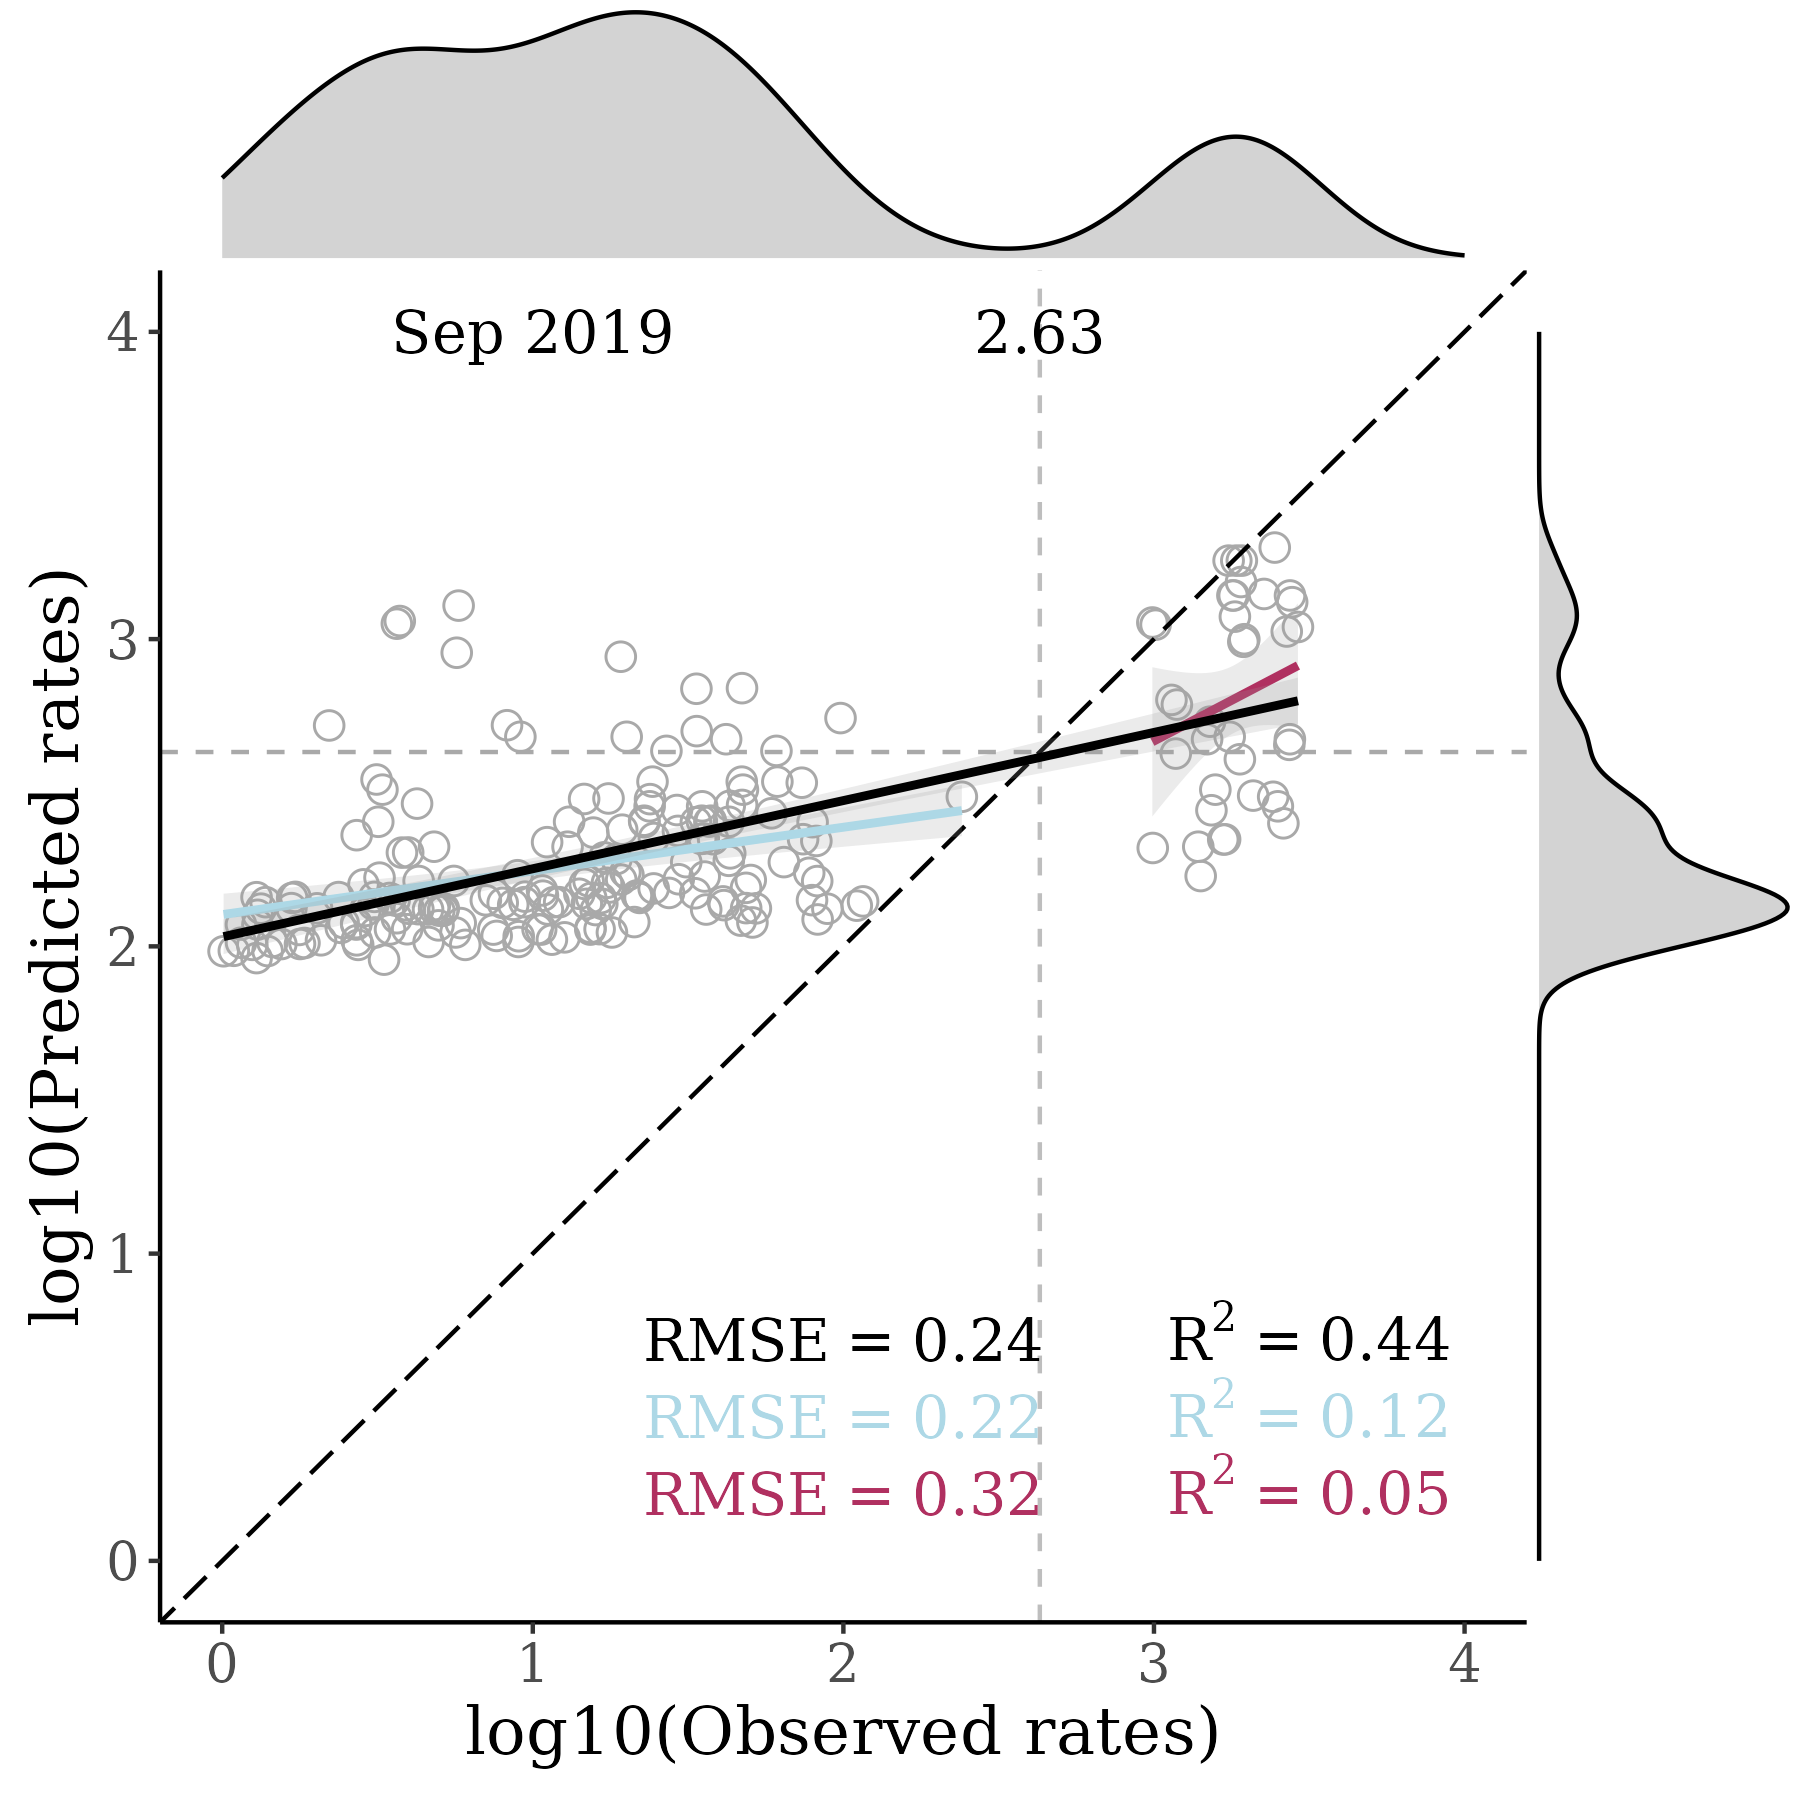 Sep 2019
2.63
4
3
2
1
0
log10(Predicted rates)
RMSE = 0.24
R² = 0.44
RMSE = 0.22
R² = 0.12
RMSE = 0.32
R² = 0.05
0
1
2
3
4
log10(Observed rates)